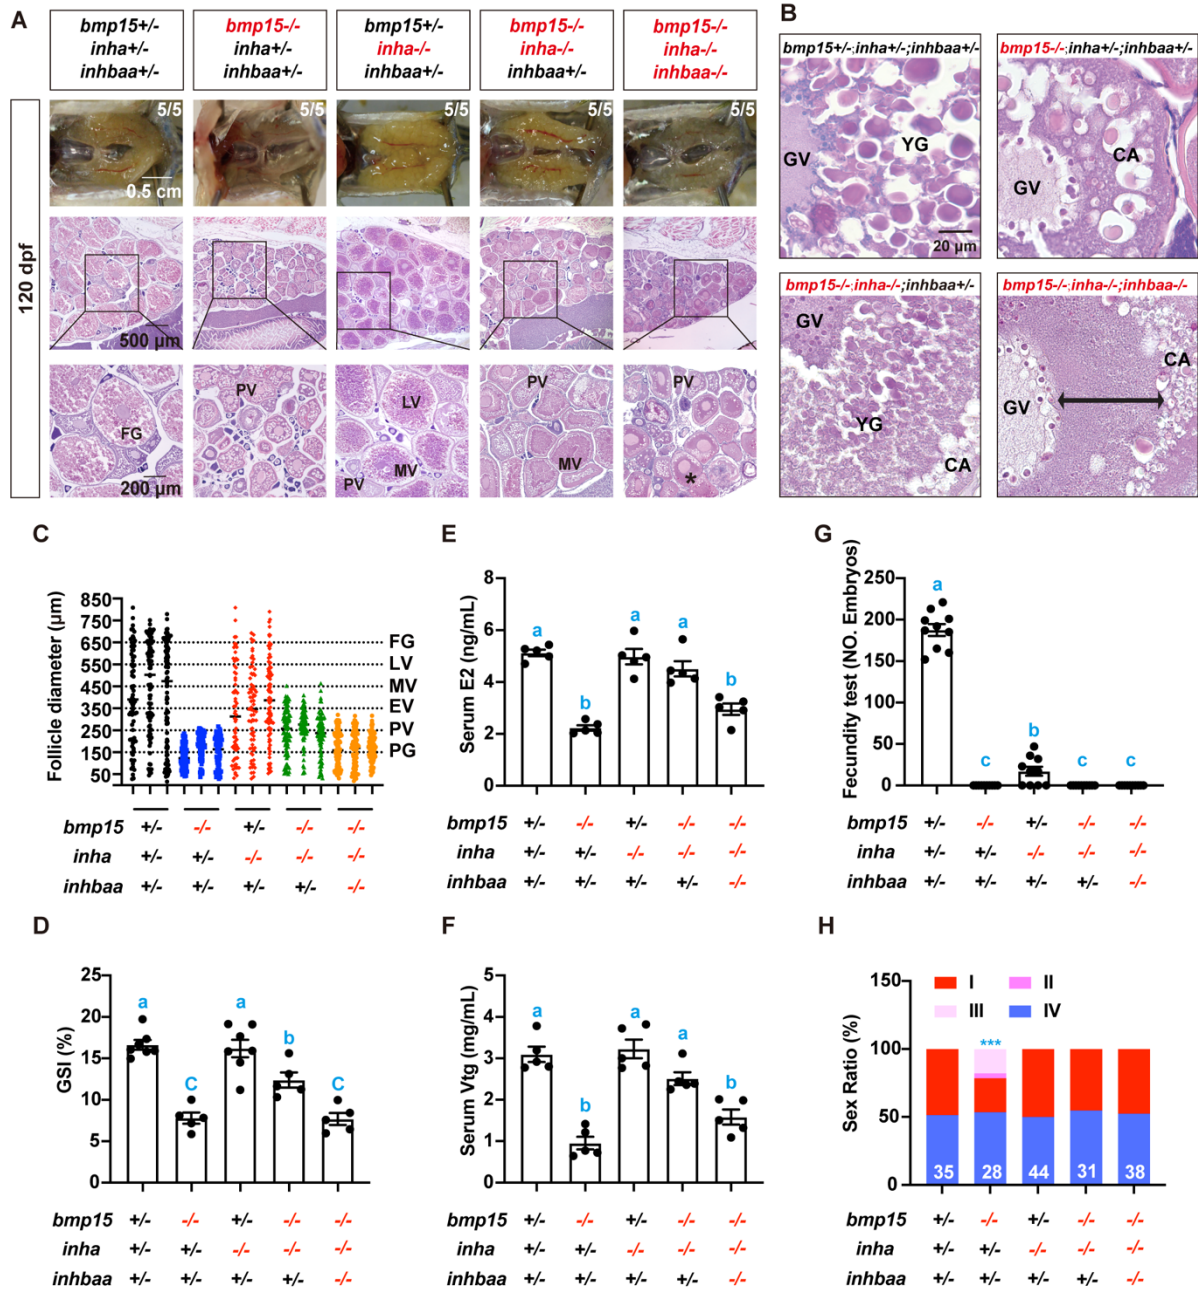 A
bmp15+/-
inha+/-
inhbaa+/-
bmp15-/-
inha+/-
inhbaa+/-
bmp15+/-
inha-/-
inhbaa+/-
bmp15-/-
inha-/-
inhbaa+/-
bmp15-/-
inha-/-
inhbaa-/-
120 dpf
5/5
5/5
5/5
5/5
5/5
0.5 cm
500 µm
FG
200 µm
PV
LV
MV
PV
PV
MV
PV
*
B
bmp15+/-;inha+/-;inhbaa+/-
GV
YG
20 µm
bmp15-/-;inha+/-;inhbaa+/-
GV
CA
bmp15-/-;inha-/-;inhbaa+/-
GV
YG
CA
bmp15-/-;inha-/-;inhbaa-/-
GV
CA
C
Follicle diameter (µm)
850
750
650
550
450
350
250
150
50
FG
LV
MV
EV
PV
PG
bmp15 +/- -/- +/- -/- -/-
inha +/- +/- -/- -/- -/-
inhbaa +/- +/- +/- +/- -/-
D
GSI (%)
25
20
15
10
5
0
a C a b C
bmp15 +/- -/- +/- -/- -/-
inha +/- +/- -/- -/- -/-
inhbaa +/- +/- +/- +/- -/-
E
Serum E2 (ng/mL)
8
6
4
2
0
a b a a b
bmp15 +/- -/- +/- -/- -/-
inha +/- +/- -/- -/- -/-
inhbaa +/- +/- +/- +/- -/-
F
Serum Vtg (mg/mL)
5
4
3
2
1
0
a b a a b
bmp15 +/- -/- +/- -/- -/-
inha +/- +/- -/- -/- -/-
inhbaa +/- +/- +/- +/- -/-
G
Fecundity test (NO. Embryos)
250
200
150
100
50
0
a c b c c
bmp15 +/- -/- +/- -/- -/-
inha +/- +/- -/- -/- -/-
inhbaa +/- +/- +/- +/- -/-
H
Sex Ratio (%)
150
100
50
0
I II
III IV
***
35 28 44 31 38
bmp15 +/- -/- +/- -/- -/-
inha +/- +/- -/- -/- -/-
inhbaa +/- +/- +/- +/- -/-